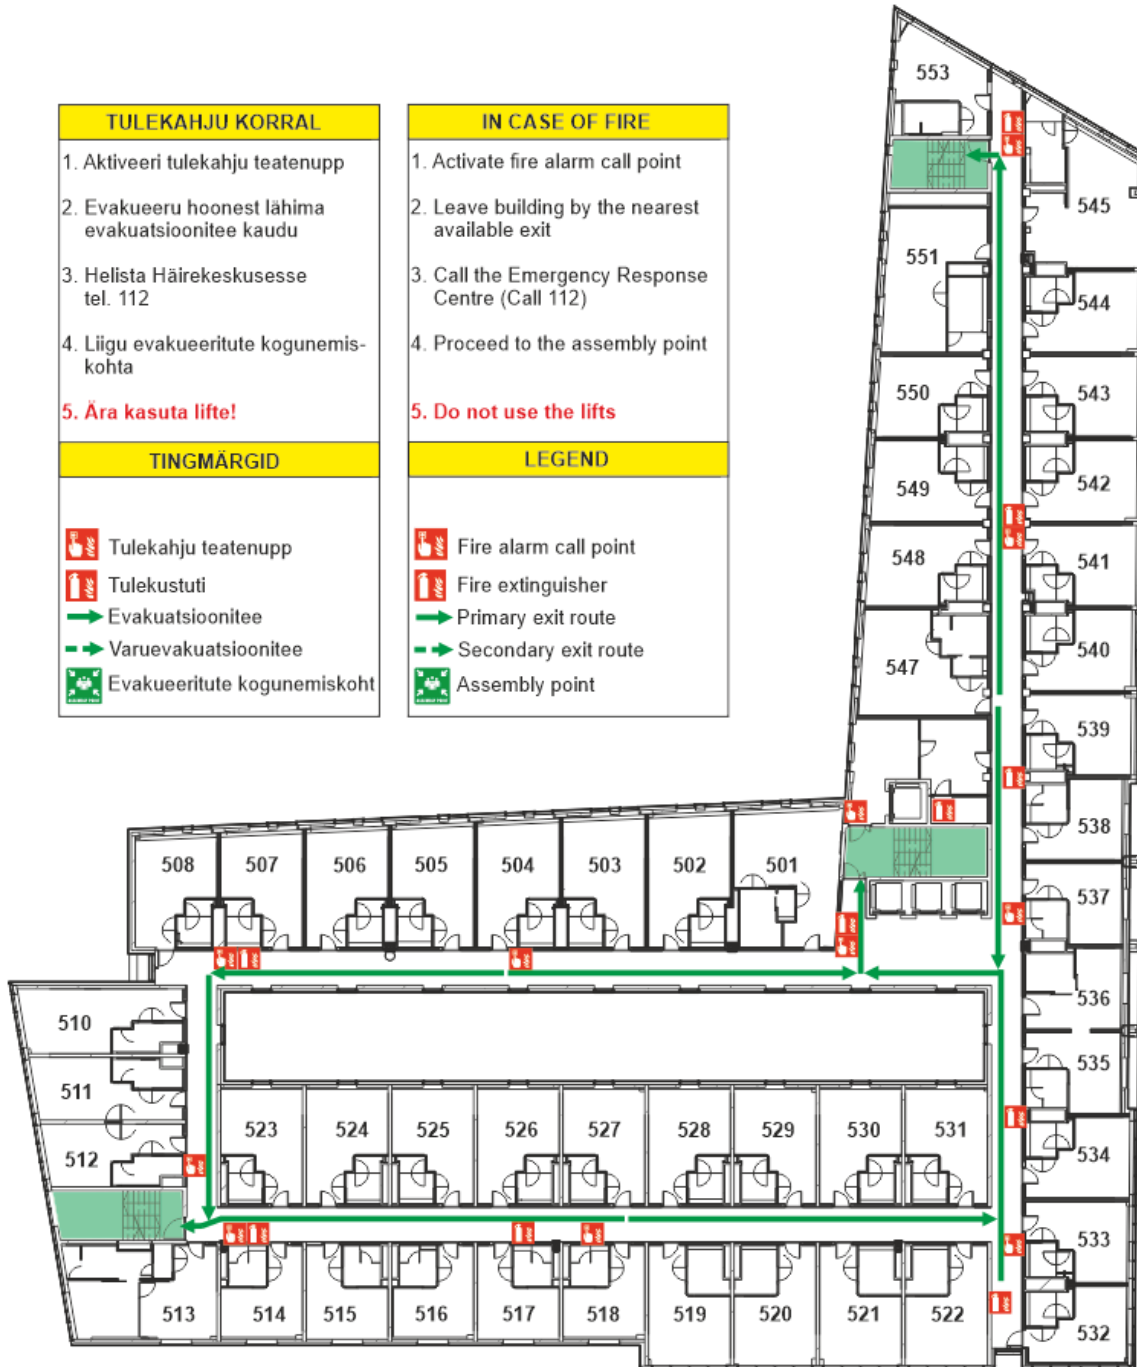 TULEKAHJU KORRAL
1. Aktiveeri tulekahju teatenupp
2. Evakueeru hoonest lähima
evakuatsioonitee kaudu
3. Helista Häirekeskusesse
tel. 112
4. Liigu evakueeritute kogunemis-
kohta
5. Ära kasuta lifte!
TINGMÄRGID
Tulekahju teatenupp
Tulekustuti
Evakuatsioonitee
Varuevakuatsioonitee
Evakueeritute kogunemiskoht
IN CASE OF FIRE
1. Activate fire alarm call point
2. Leave building by the nearest
available exit
3. Call the Emergency Response
Centre (Call 112)
4. Proceed to the assembly point
5. Do not use the lifts
LEGEND
Fire alarm call point
Fire extinguisher
Primary exit route
Secondary exit route
Assembly point
553
545
551
544
550
543
549
542
548
541
547
540
539
538
508
507
506
505
504
503
502
501
537
536
510
535
511
523
524
525
526
527
528
529
530
531
512
534
533
513
514
515
516
517
518
519
520
521
522
532